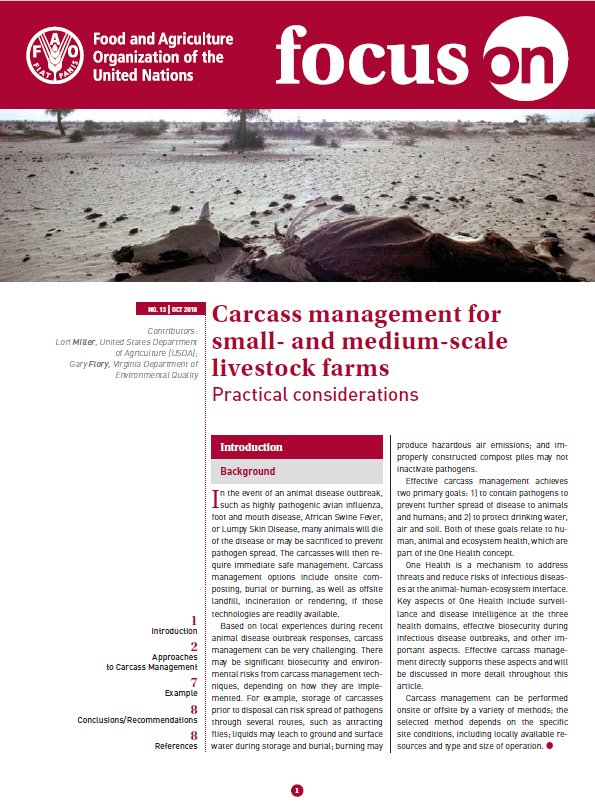 Food and Agriculture
Organization of the
United Nations
F A O
FIAT PANIS
focus on
NO. 13 | OCT 2018
Contributors:
Lori Miller, United States Department
of Agriculture (USDA);
Gary Flory, Virginia Department of
Environmental Quality
Carcass management for
small- and medium-scale
livestock farms
Practical considerations
1
Introduction
2
Approaches
to Carcass Management
7
Example
8
Conclusions/Recommendations
8
References
Introduction
Background
In the event of an animal disease outbreak,
such as highly pathogenic avian influenza,
foot and mouth disease, African Swine Fever,
or Lumpy Skin Disease, many animals will die
of the disease or may be sacrificed to prevent
pathogen spread. The carcasses will then re-
quire immediate safe management. Carcass
management options include onsite com-
posting, burial or burning, as well as offsite
landfill, incineration or rendering, if those
technologies are readily available.
Based on local experiences during recent
animal disease outbreak responses, carcass
management can be very challenging. There
may be significant biosecurity and environ-
mental risks from carcass management tech-
niques, depending on how they are imple-
mented. For example, storage of carcasses
prior to disposal can risk spread of pathogens
through several routes, such as attracting
flies; liquids may leach to ground and surface
water during storage and burial; burning may
produce hazardous air emissions; and im-
properly constructed compost piles may not
inactivate pathogens.
Effective carcass management achieves
two primary goals: 1) to contain pathogens to
prevent further spread of disease to animals
and humans; and 2) to protect drinking water,
air and soil. Both of these goals relate to hu-
man, animal and ecosystem health, which are
part of the One Health concept.
One Health is a mechanism to address
threats and reduce risks of infectious diseas-
es at the animal-human-ecosystem interface.
Key aspects of One Health include surveil-
lance and disease intelligence at the three
health domains, effective biosecurity during
infectious disease outbreaks, and other im-
portant aspects. Effective carcass manage-
ment directly supports these aspects and will
be discussed in more detail throughout this
article.
Carcass management can be performed
onsite or offsite by a variety of methods; the
selected method depends on the specific
site conditions, including locally available re-
sources and type and size of operation.
1